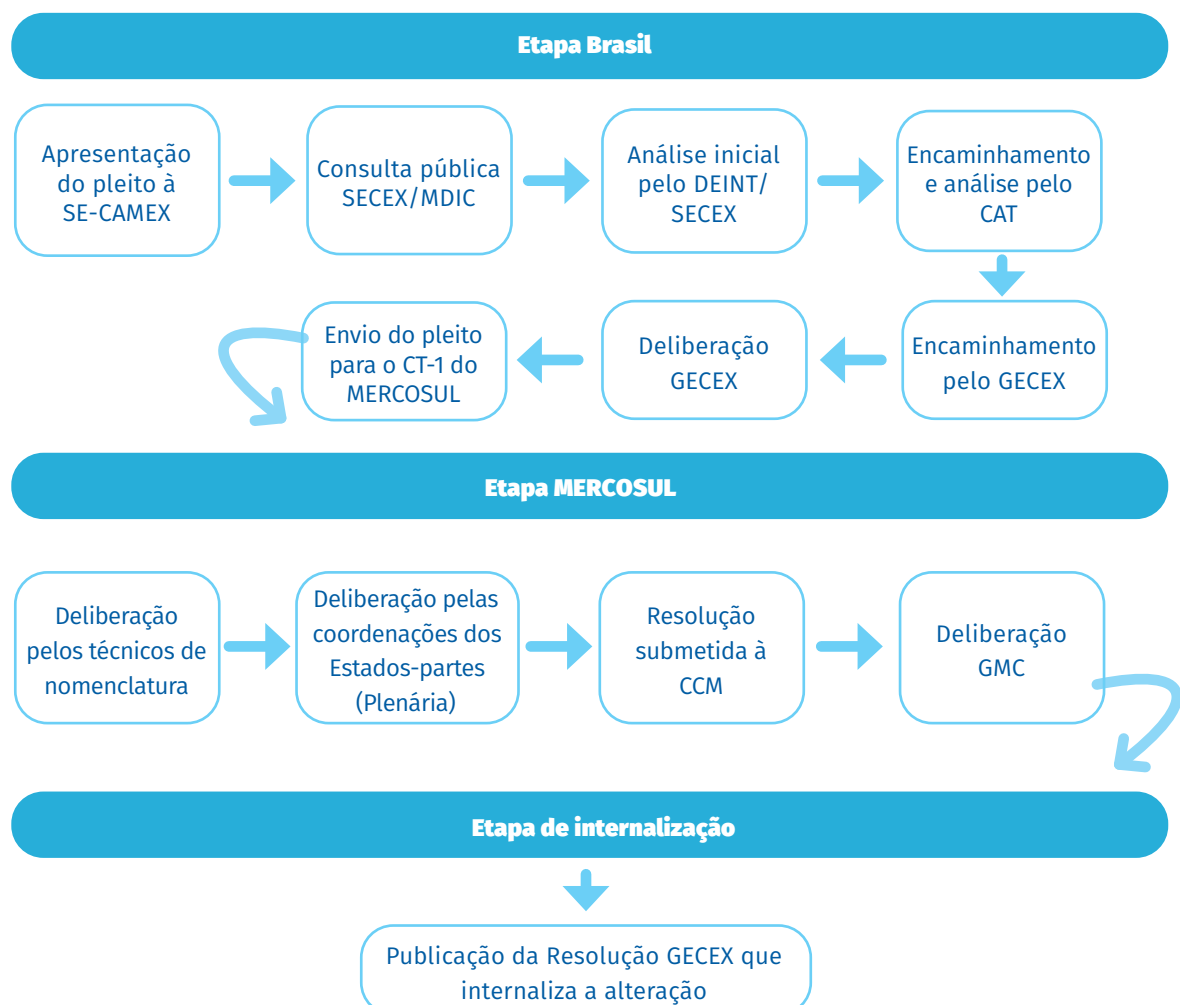 Etapa Brasil
Apresentação
do pleito à
SE-CAMEX
Consulta pública
SECEX/MDIC
Análise inicial
pelo DEINT/
SECEX
Encaminhamento
e análise pelo
CAT
Encaminhamento
pelo GECEX
Deliberação
GECEX
Envio do pleito
para o CT-1 do
MERCOSUL
Etapa MERCOSUL
Deliberação
pelos técnicos de
nomenclatura
Deliberação pelas
coordenações dos
Estados-partes
(Plenária)
Resolução
submetida à
CCM
Deliberação
GMC
Etapa de internalização
Publicação da Resolução GECEX que
internaliza a alteração